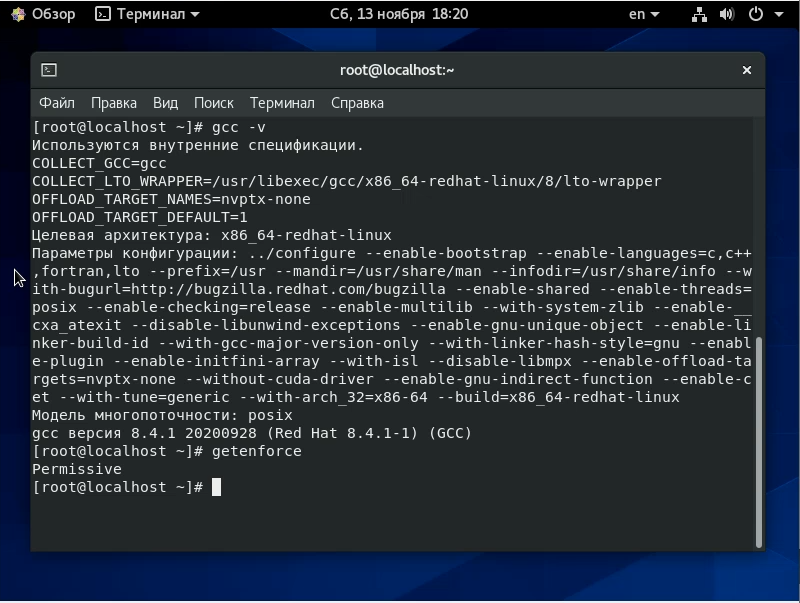 Обзор Терминал Сб, 13 ноября 18:20 en
root@localhost:~
Файл Правка Вид Поиск Терминал Справка
[root@localhost ~]# gcc -v
Используются внутренние спецификации.
COLLECT_GCC=gcc
COLLECT_LTO_WRAPPER=/usr/libexec/gcc/x86_64-redhat-linux/8/lto-wrapper
OFFLOAD_TARGET_NAMES=nvptx-none
OFFLOAD_TARGET_DEFAULT=1
Целевая архитектура: x86_64-redhat-linux
Параметры конфигурации: ../configure --enable-bootstrap --enable-languages=c,c++
,fortran,lto --prefix=/usr --mandir=/usr/share/man --infodir=/usr/share/info --w
ith-bugurl=http://bugzilla.redhat.com/bugzilla --enable-shared --enable-threads=
posix --enable-checking=release --enable-multilib --with-system-zlib --enable-__
cxa_atexit --disable-libunwind-exceptions --enable-gnu-unique-object --enable-li
nker-build-id --with-gcc-major-version-only --with-linker-hash-style=gnu --enabl
e-plugin --enable-initfini-array --with-isl --disable-libmpx --enable-offload-ta
rgets=nvptx-none --without-cuda-driver --enable-gnu-indirect-function --enable-c
et --with-tune=generic --with-arch_32=x86-64 --build=x86_64-redhat-linux
Модель многопоточности: posix
gcc версия 8.4.1 20200928 (Red Hat 8.4.1-1) (GCC)
[root@localhost ~]# getenforce
Permissive
[root@localhost ~]#